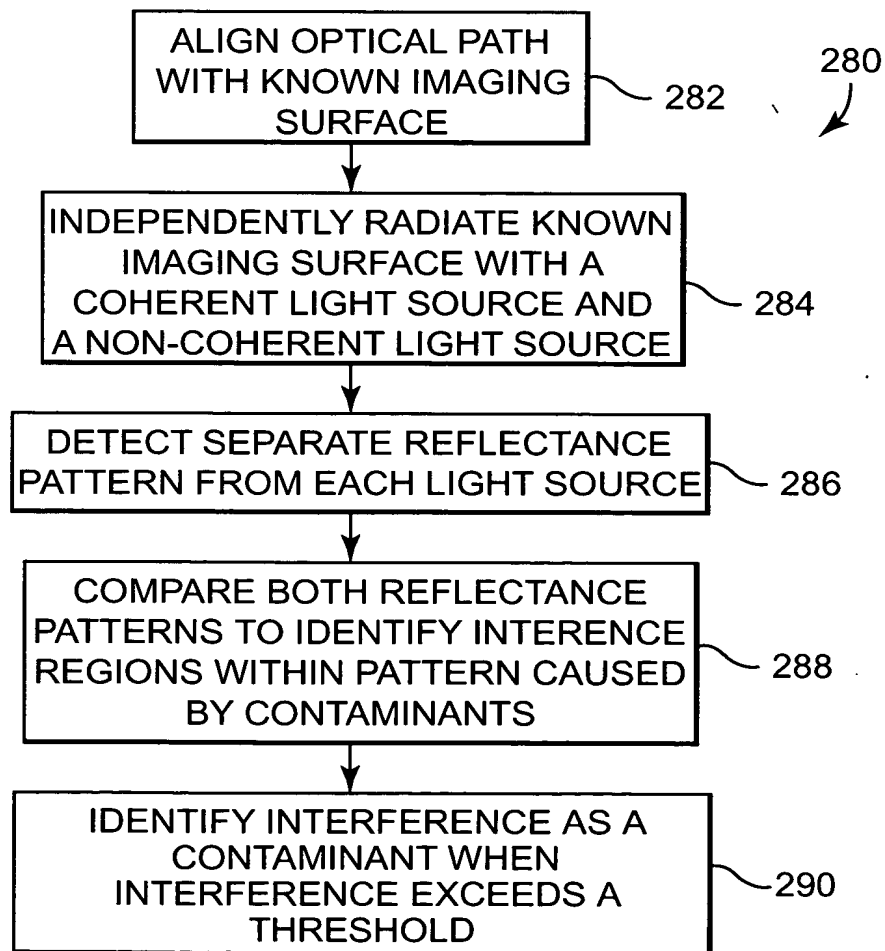 ALIGN OPTICAL PATH
WITH KNOWN IMAGING
SURFACE
282
280
INDEPENDENTLY RADIATE KNOWN
IMAGING SURFACE WITH A
COHERENT LIGHT SOURCE AND
A NON-COHERENT LIGHT SOURCE
284
DETECT SEPARATE REFLECTANCE
PATTERN FROM EACH LIGHT SOURCE
286
COMPARE BOTH REFLECTANCE
PATTERNS TO IDENTIFY INTERENCE
REGIONS WITHIN PATTERN CAUSED
BY CONTAMINANTS
288
IDENTIFY INTERFERENCE AS A
CONTAMINANT WHEN
INTERFERENCE EXCEEDS A
THRESHOLD
290